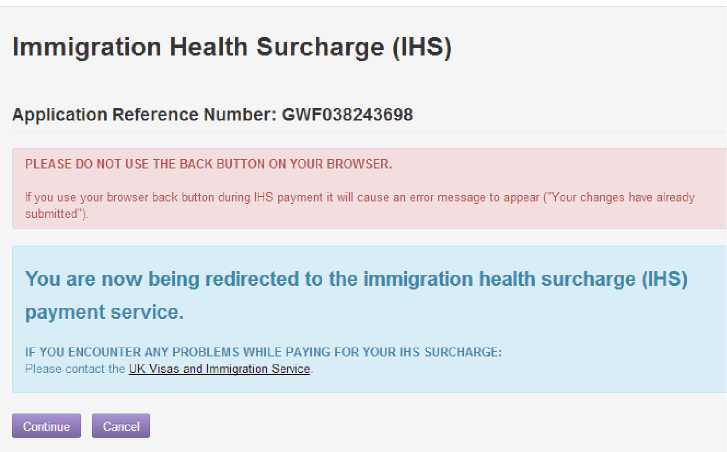 Immigration Health Surcharge (IHS)
Application Reference Number: GWF038243698
PLEASE DO NOT USE THE BACK BUTTON ON YOUR BROWSER.
If you use your browser back button during IHS payment it will cause an error message to appear ("Your changes have already
submitted").
You are now being redirected to the immigration health surcharge (IHS)
payment service.
IF YOU ENCOUNTER ANY PROBLEMS WHILE PAYING FOR YOUR IHS SURCHARGE:
Please contact the UK Visas and Immigration Service.
Continue Cancel